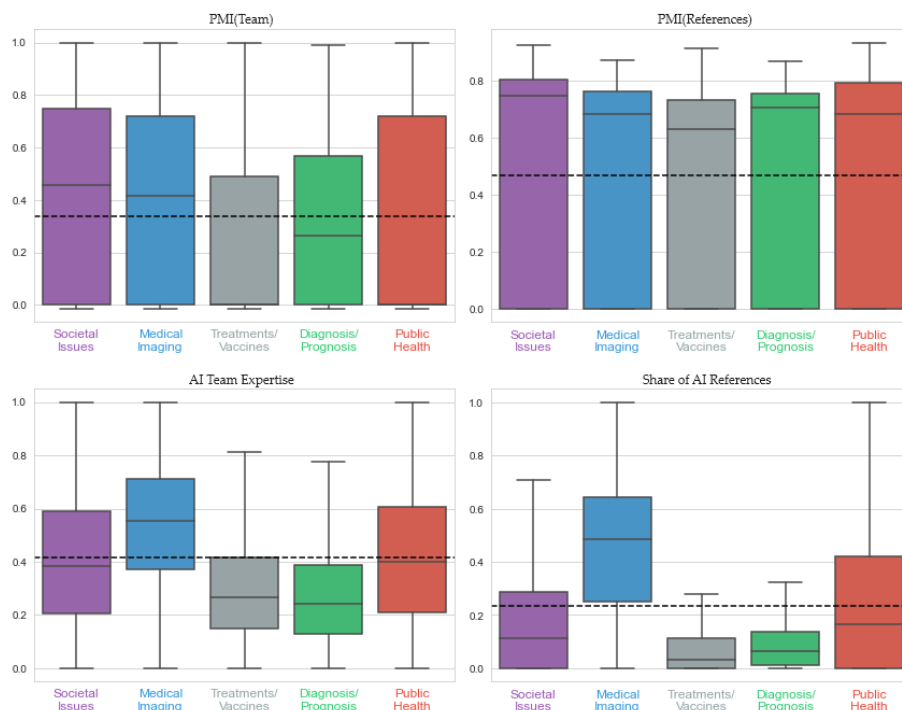 PMI(Team)
1.0
0.8
0.6
0.4
0.2
0.0
Societal Issues
Medical Imaging
Treatments/ Vaccines
Diagnosis/ Prognosis
Public Health
PMI(References)
0.8
0.6
0.4
0.2
0.0
Societal Issues
Medical Imaging
Treatments/ Vaccines
Diagnosis/ Prognosis
Public Health
AI Team Expertise
1.0
0.8
0.6
0.4
0.2
0.0
Societal Issues
Medical Imaging
Treatments/ Vaccines
Diagnosis/ Prognosis
Public Health
Share of AI References
1.0
0.8
0.6
0.4
0.2
0.0
Societal Issues
Medical Imaging
Treatments/ Vaccines
Diagnosis/ Prognosis
Public Health